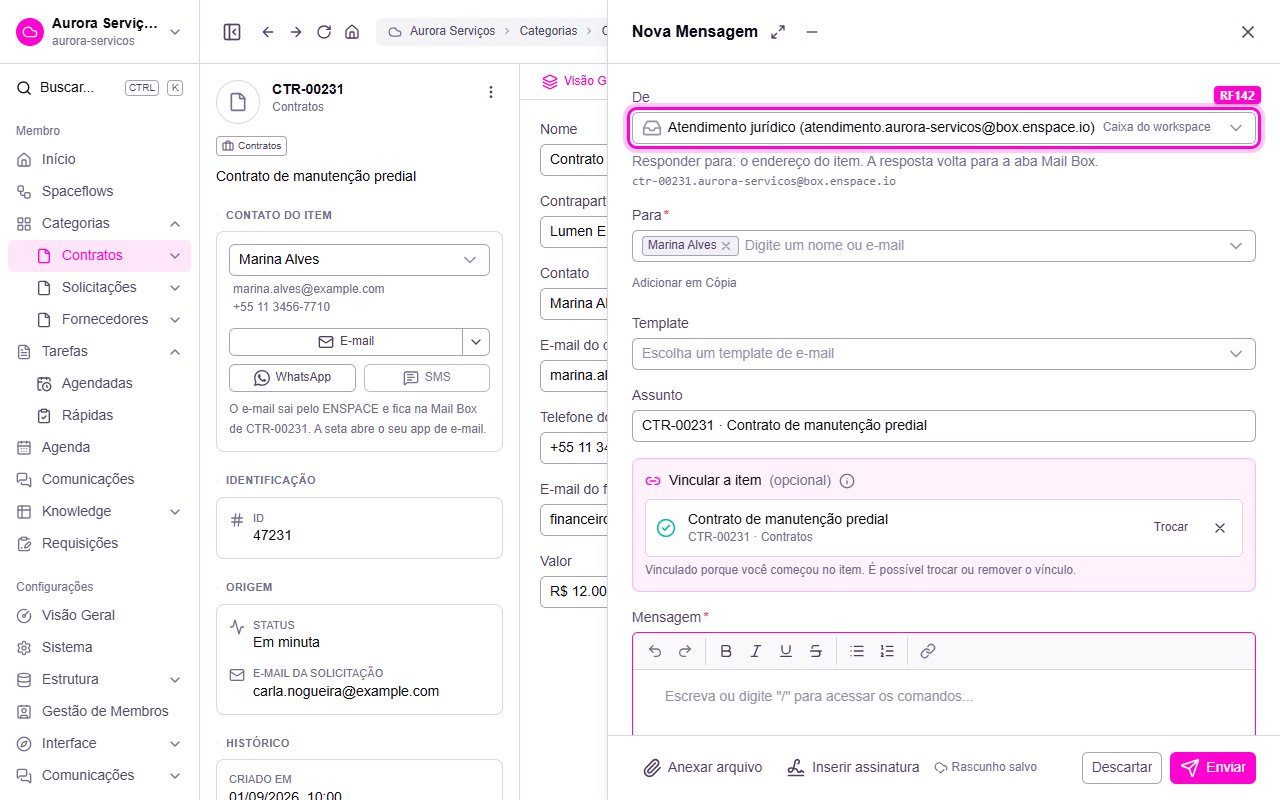 Aurora Serviç...
aurora-servicos
Buscar...
CTRL
K
Membro
Início
Spaceflows
Categorias
Contratos
Solicitações
Fornecedores
Tarefas
Agendadas
Rápidas
Agenda
Comunicações
Knowledge
Requisições
Configurações
Visão Geral
Sistema
Estrutura
Gestão de Membros
Interface
Comunicações
Aurora Serviços
Categorias
C
CTR-00231
Contratos
Contratos
Contrato de manutenção predial
CONTATO DO ITEM
Marina Alves
marina.alves@example.com
+55 11 3456-7710
E-mail
WhatsApp
SMS
O e-mail sai pelo ENSPACE e fica na Mail Box
de CTR-00231. A seta abre o seu app de e-mail.
IDENTIFICAÇÃO
ID
47231
ORIGEM
STATUS
Em minuta
E-MAIL DA SOLICITAÇÃO
carla.nogueira@example.com
HISTÓRICO
CRIADO EM
01/09/2026, 10:00
Visão G
Nome
Contrato
Contrapart
Lumen E
Contato
Marina Al
E-mail do c
marina.al
Telefone do
+55 11 34
E-mail do f
financeiro
Valor
R$ 12.00
Nova Mensagem
De
RF142
Atendimento jurídico (atendimento.aurora-servicos@box.enspace.io)
Caixa do workspace
Responder para: o endereço do item. A resposta volta para a aba Mail Box.
ctr-00231.aurora-servicos@box.enspace.io
Para*
Marina Alves
Digite um nome ou e-mail
Adicionar em Cópia
Template
Escolha um template de e-mail
Assunto
CTR-00231 · Contrato de manutenção predial
Vincular a item (opcional)
Contrato de manutenção predial
CTR-00231 · Contratos
Trocar
Vinculado porque você começou no item. É possível trocar ou remover o vínculo.
Mensagem*
Escreva ou digite "/" para acessar os comandos...
Anexar arquivo
Inserir assinatura
Rascunho salvo
Descartar
Enviar